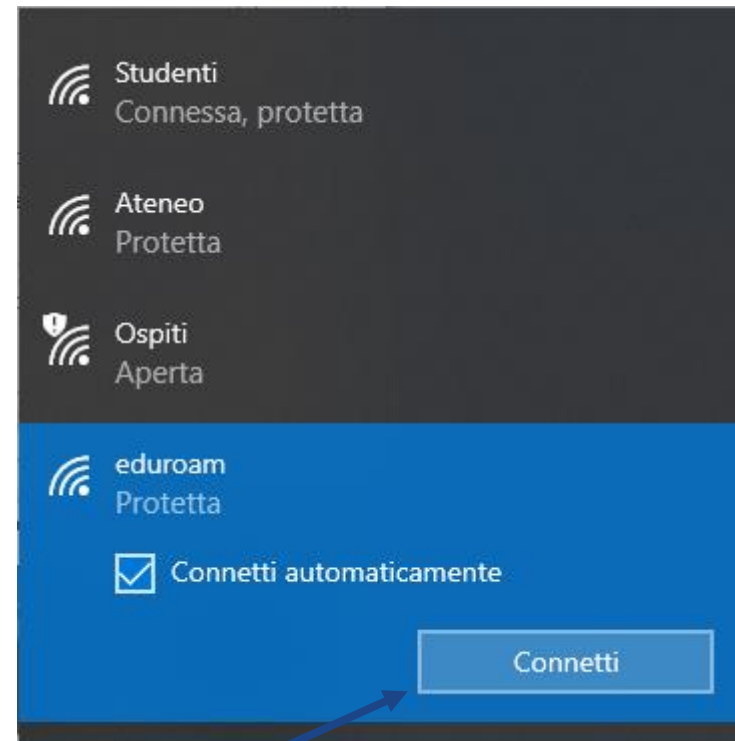 Studenti
Connessa, protetta
Ateneo
Protetta
Ospiti
Aperta
eduroam
Protetta
Connetti automaticamente
Connetti